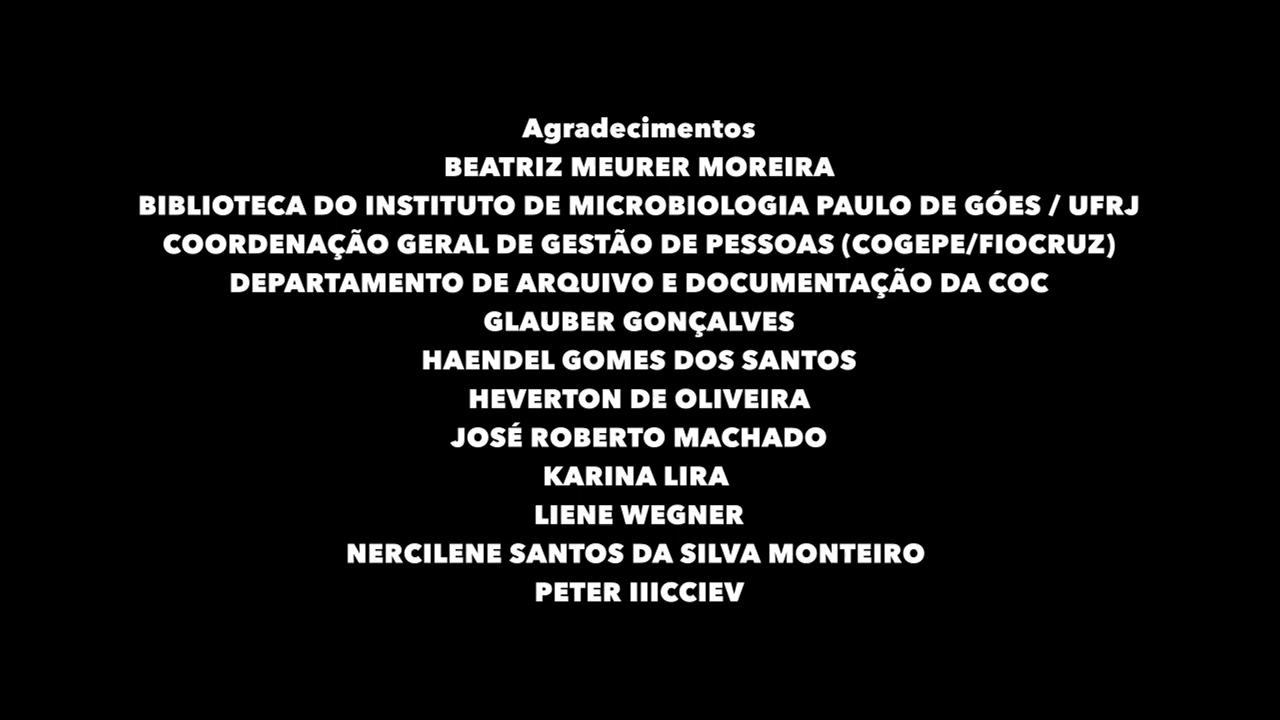 Agradecimentos
BEATRIZ MEURER MOREIRA
BIBLIOTECA DO INSTITUTO DE MICROBIOLOGIA PAULO DE GÓES / UFRJ
COORDENAÇÃO GERAL DE GESTÃO DE PESSOAS (COGEPE/FIOCRUZ)
DEPARTAMENTO DE ARQUIVO E DOCUMENTAÇÃO DA COC
GLAUBER GONÇALVES
HAENDEL GOMES DOS SANTOS
HEVERTON DE OLIVEIRA
JOSÉ ROBERTO MACHADO
KARINA LIRA
LIENE WEGNER
NERCILENE SANTOS DA SILVA MONTEIRO
PETER IIICCIEV